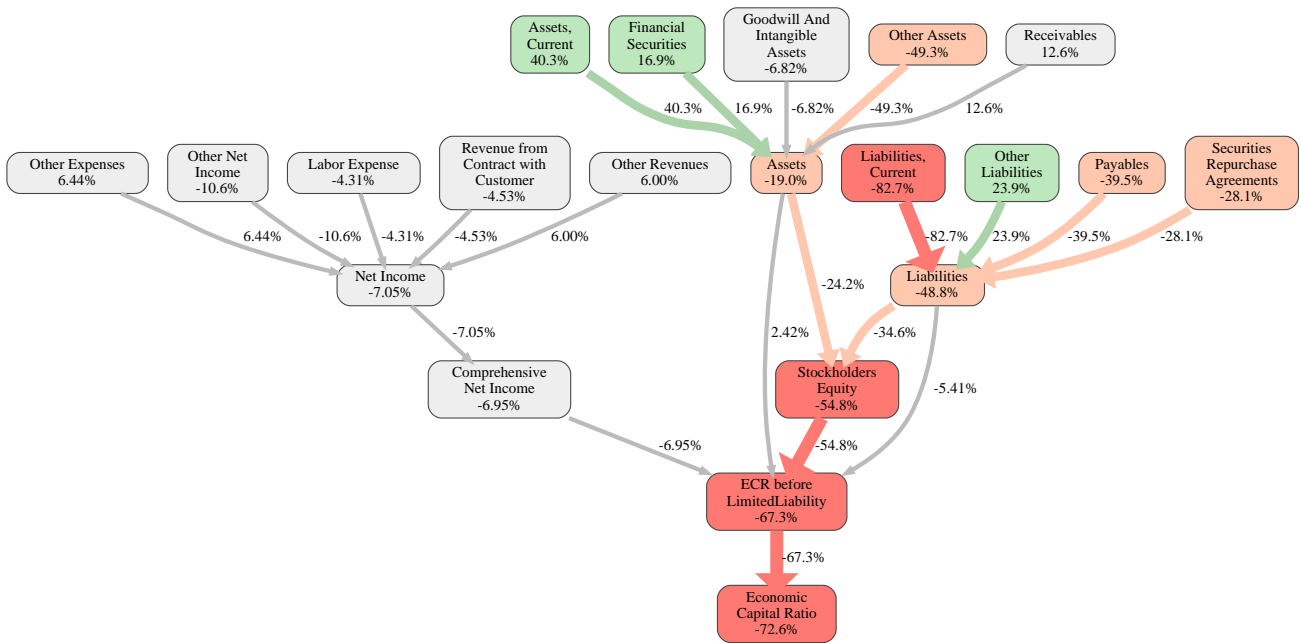 Assets,
Current
40.3%
Financial
Securities
16.9%
Goodwill And
Intangible
Assets
-6.82%
Other Assets
-49.3%
Receivables
12.6%
40.3%
16.9%
-6.82%
-49.3%
12.6%
Other Expenses
6.44%
Other Net
Income
-10.6%
Labor Expense
-4.31%
Revenue from
Contract with
Customer
-4.53%
Other Revenues
6.00%
Assets
-19.0%
Liabilities,
Current
-82.7%
Other
Liabilities
23.9%
Payables
-39.5%
Securities
Repurchase
Agreements
-28.1%
6.44%
-10.6%
-4.31%
-4.53%
6.00%
-82.7%
23.9%
-39.5%
-28.1%
Net Income
-7.05%
Liabilities
-48.8%
-7.05%
2.42%
-24.2%
-34.6%
-5.41%
Comprehensive
Net Income
-6.95%
Stockholders
Equity
-54.8%
-6.95%
-54.8%
ECR before
LimitedLiability
-67.3%
-67.3%
Economic
Capital Ratio
-72.6%